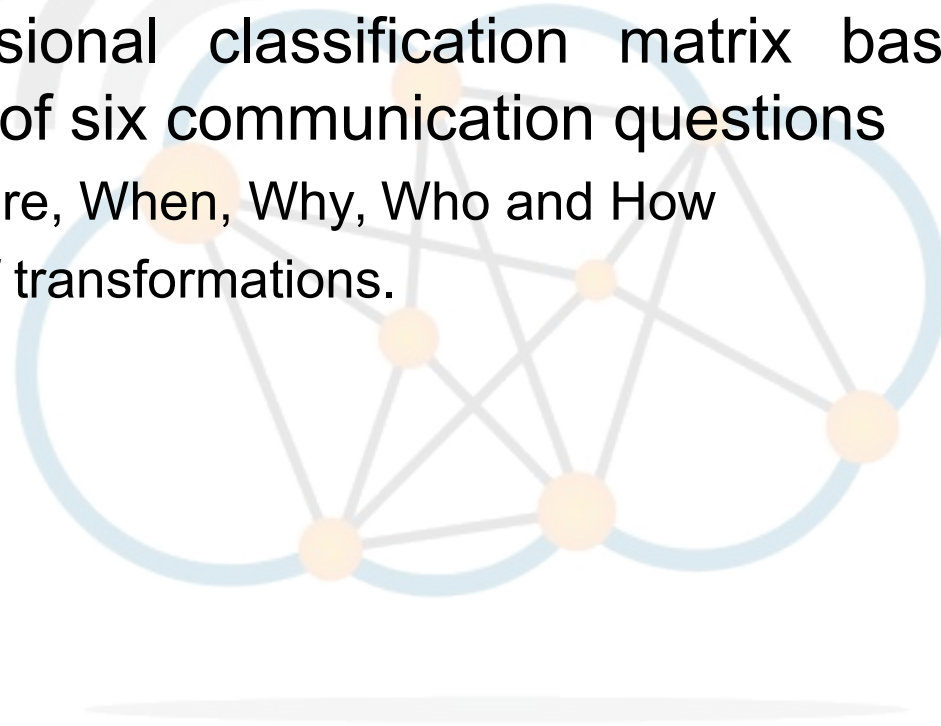 sional classification matrix bas
of six communication questions
re, When, Why, Who and How
transformations.